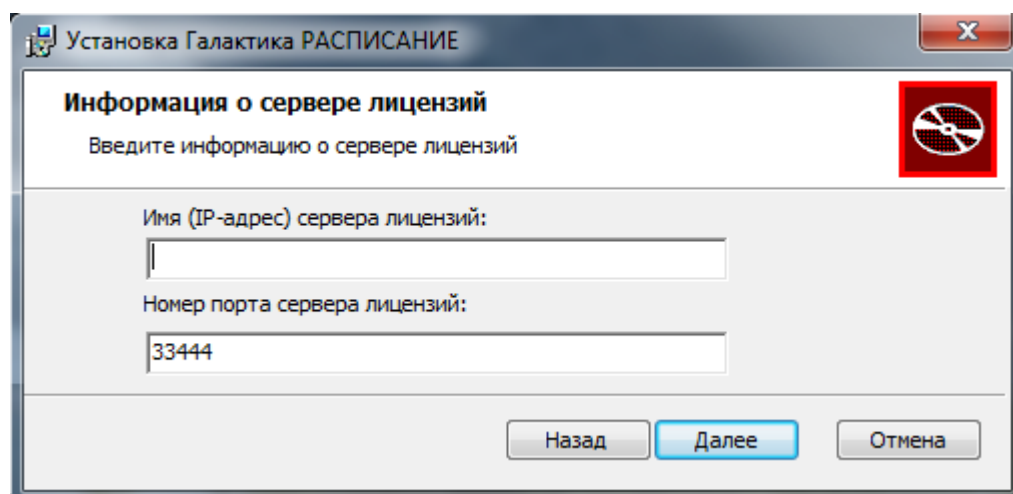 Установка Галактика РАСПИСАНИЕ
Информация о сервере лицензий
Введите информацию о сервере лицензий
Имя (IP-адрес) сервера лицензий:
Номер порта сервера лицензий:
33444
Назад Далее Отмена